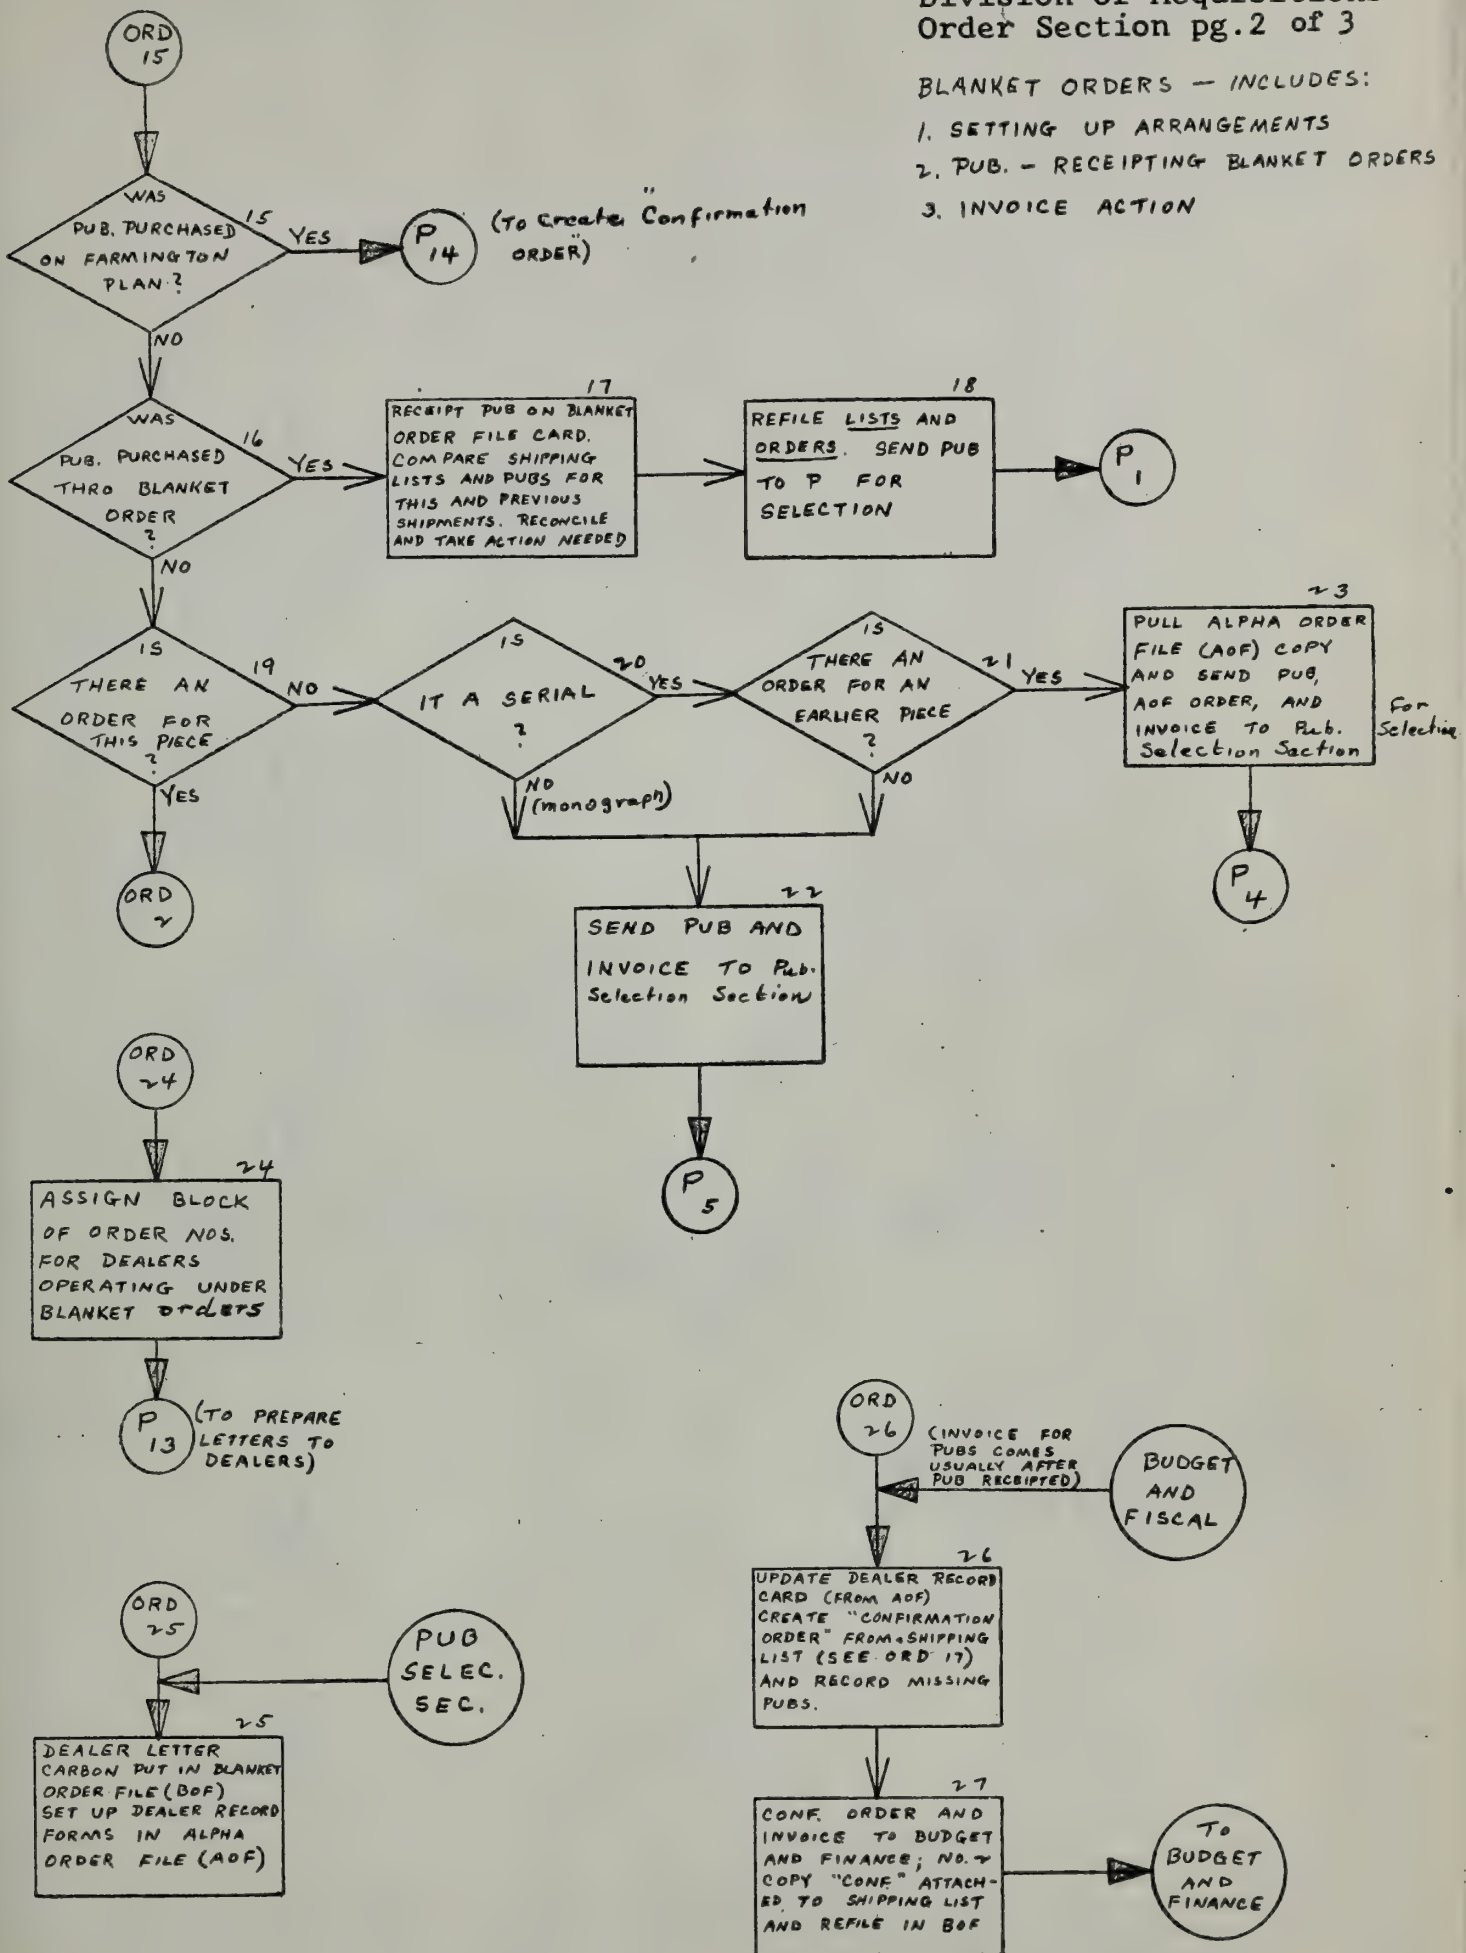 Division of Acquisitions
Order Section pg.2 of 3
BLANKET ORDERS — INCLUDES:
1. SETTING UP ARRANGEMENTS
2. PUB. - RECEIPTING BLANKET ORDERS
3. INVOICE ACTION
ORD
15
WAS
PUB. PURCHASED
ON FARMINGTON
PLAN ?
15
YES
P
14
(To Create "Confirmation
ORDER")
NO
WAS
PUB. PURCHASED
THRO BLANKET
ORDER
?
16
YES
17
RECEIPT PUB ON BLANKET
ORDER FILE CARD.
COMPARE SHIPPING
LISTS AND PUBS FOR
THIS AND PREVIOUS
SHIPMENTS. RECONCILE
AND TAKE ACTION NEEDED
18
REFILE LISTS AND
ORDERS. SEND PUB
TO P FOR
SELECTION
P
1
NO
IS
THERE AN
ORDER FOR
THIS PIECE
?
19
NO
IS
IT A SERIAL
?
20
YES
IS
THERE AN
ORDER FOR AN
EARLIER PIECE
?
21
YES
23
PULL ALPHA ORDER
FILE (AOF) COPY
AND SEND PUB,
AOF ORDER, AND
INVOICE TO Pub.
Selection Section
For
Selection
YES
ORD
2
NO
(monograph)
NO
P
4
22
SEND PUB AND
INVOICE TO Pub.
Selection Section
P
5
ORD
24
24
ASSIGN BLOCK
OF ORDER NOS.
FOR DEALERS
OPERATING UNDER
BLANKET orders
P
13
(TO PREPARE
LETTERS TO
DEALERS)
ORD
26
(INVOICE FOR
PUBS COMES
USUALLY AFTER
PUB RECEIPTED)
BUDGET
AND
FISCAL
26
UPDATE DEALER RECORD
CARD (FROM AOF)
CREATE "CONFIRMATION
ORDER" FROM SHIPPING
LIST (SEE ORD 17)
AND RECORD MISSING
PUBS.
ORD
25
PUB
SELEC.
SEC.
25
DEALER LETTER
CARBON PUT IN BLANKET
ORDER FILE (BOF)
SET UP DEALER RECORD
FORMS IN ALPHA
ORDER FILE (AOF)
27
CONF. ORDER AND
INVOICE TO BUDGET
AND FINANCE; NO. 2
COPY "CONF." ATTACH-
ED TO SHIPPING LIST
AND REFILE IN BOF
TO
BUDGET
AND
FINANCE